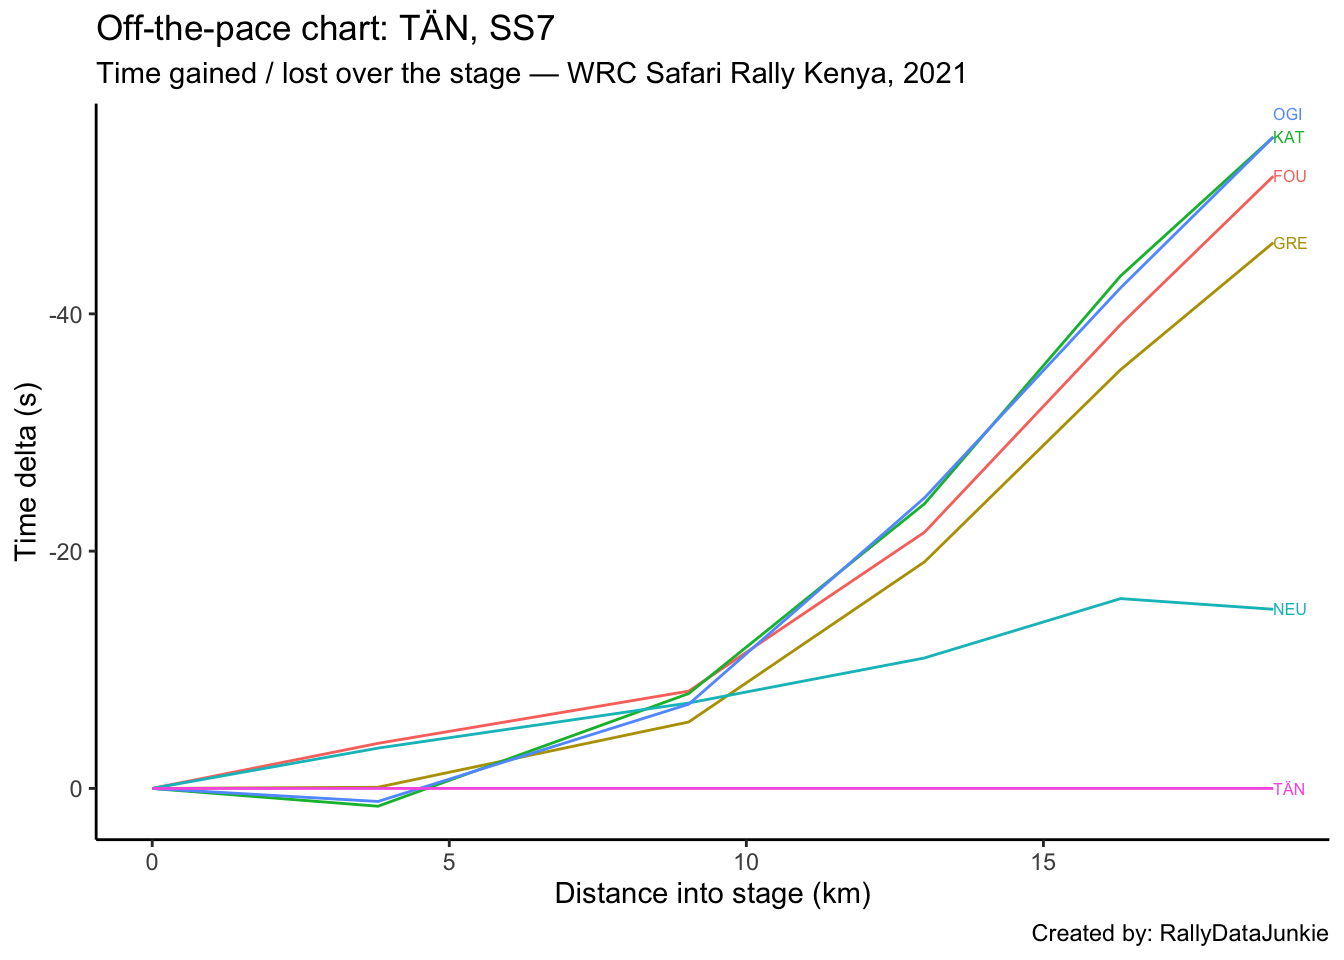 Off-the-pace chart: TÄN, SS7
Time gained / lost over the stage — WRC Safari Rally Kenya, 2021
OGI
KAT
FOU
GRE
-40
-20
NEU
0
TÄN
Time delta (s)
0 5 10 15
Distance into stage (km)
Created by: RallyDataJunkie